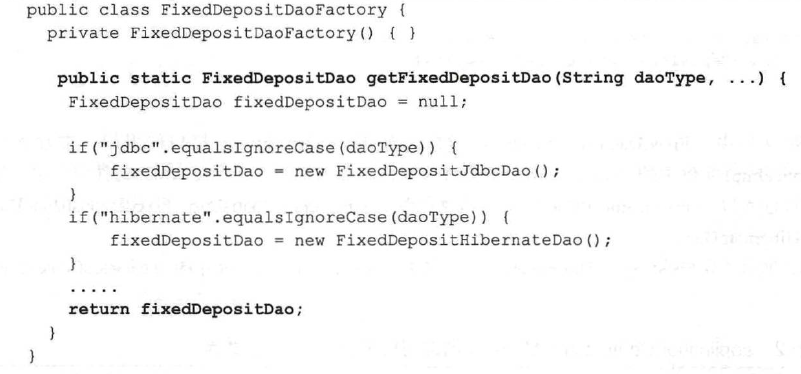 public class FixedDepositDaoFactory {
  private FixedDepositDaoFactory() { }

   public static FixedDepositDao getFixedDepositDao(String daoType, ...) {
    FixedDepositDao fixedDepositDao = null;

    if("jdbc".equalsIgnoreCase(daoType)) {
        fixedDepositDao = new FixedDepositJdbcDao();
    }
    if("hibernate".equalsIgnoreCase(daoType)) {
        fixedDepositDao = new FixedDepositHibernateDao();
    }
    .....
    return fixedDepositDao;
  }
}